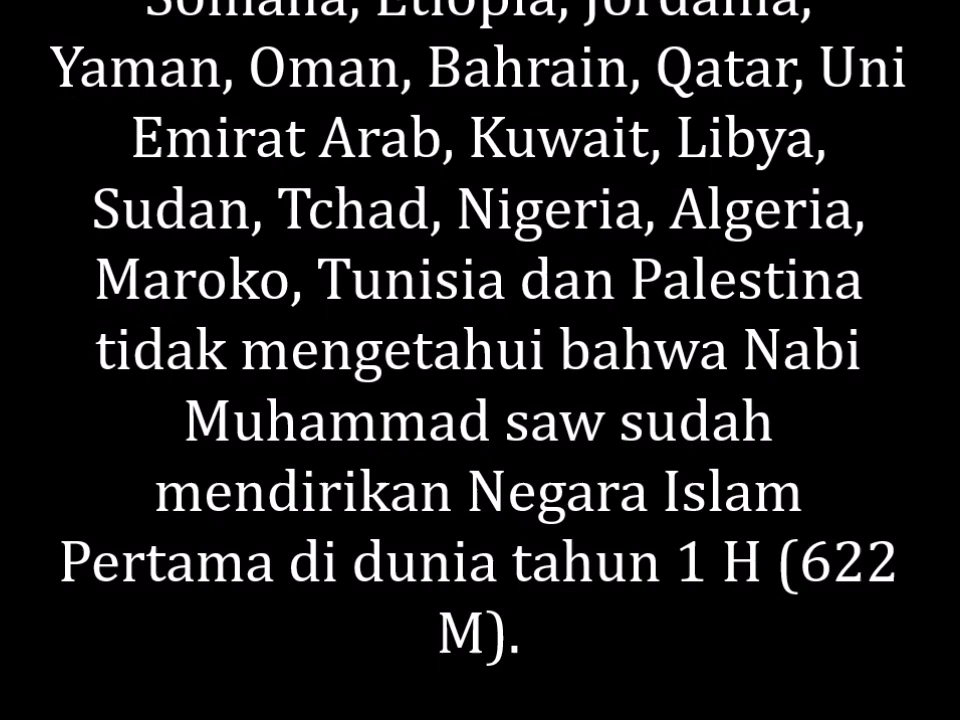 Somalia, Etiopia, Jordania,
Yaman, Oman, Bahrain, Qatar, Uni
Emirat Arab, Kuwait, Libya,
Sudan, Tchad, Nigeria, Algeria,
Maroko, Tunisia dan Palestina
tidak mengetahui bahwa Nabi
Muhammad saw sudah
mendirikan Negara Islam
Pertama di dunia tahun 1 H (622
M).